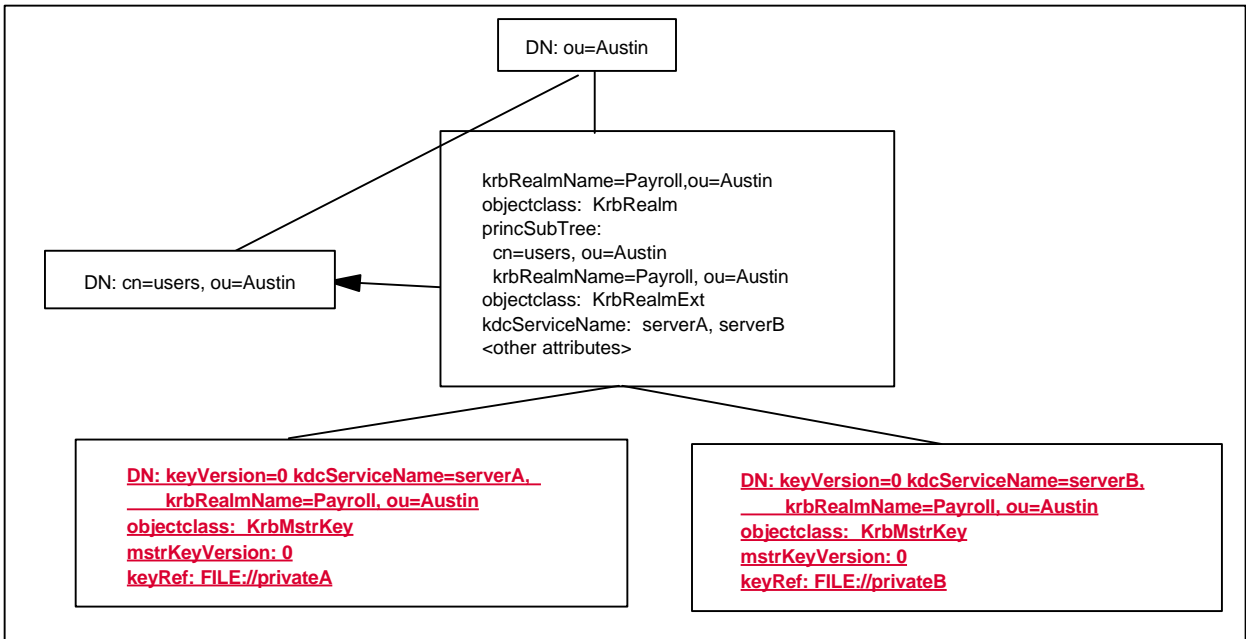 DN: ou=Austin
krbRealmName=Payroll,ou=Austin
objectclass:  KrbRealm
princSubTree:
cn=users, ou=Austin
krbRealmName=Payroll, ou=Austin
objectclass:  KrbRealmExt
kdcServiceName:  serverA, serverB
<other attributes>
DN: cn=users, ou=Austin
DN: keyVersion=0 kdcServiceName=serverA,
krbRealmName=Payroll, ou=Austin
objectclass:  KrbMstrKey
mstrKeyVersion: 0
keyRef: FILE://privateA
DN: keyVersion=0 kdcServiceName=serverB,
krbRealmName=Payroll, ou=Austin
objectclass:  KrbMstrKey
mstrKeyVersion: 0
keyRef: FILE://privateB